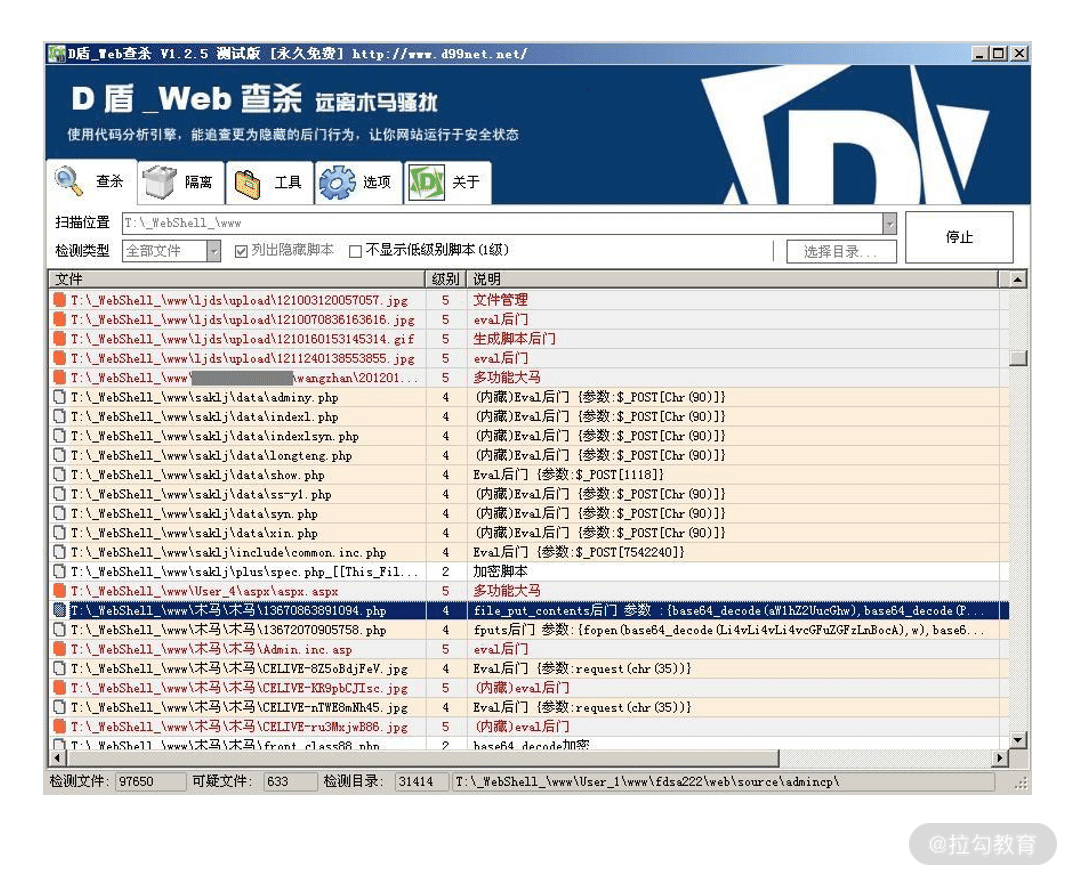 D盾_Web查杀 V1.2.5 测试版 [永久免费] http://www.d99net.net/
D 盾 _Web 查杀 远离木马骚扰
使用代码分析引擎，能追查更为隐藏的后门行为，让你网站运行于安全状态
查杀 隔离 工具 选项 关于
扫描位置 T:\_WebShell_\www 停止
检测类型 全部文件 列出隐藏脚本 不显示低级别脚本(1级) 选择目录...
文件 级别 说明
T:\_WebShell_\www\ljds\upload\121003120057057.jpg 5 文件管理
T:\_WebShell_\www\ljds\upload\1210070836163616.jpg 5 eval后门
T:\_WebShell_\www\ljds\upload\1210160153145314.gif 5 生成脚本后门
T:\_WebShell_\www\ljds\upload\1211240138553855.jpg 5 eval后门
T:\_WebShell_\www\ \wangzhan\201201... 5 多功能大马
T:\_WebShell_\www\saklj\data\adminy.php 4 (内藏)Eval后门 {参数:$_POST[Chr(90)]}
T:\_WebShell_\www\saklj\data\indexl.php 4 (内藏)Eval后门 {参数:$_POST[Chr(90)]}
T:\_WebShell_\www\saklj\data\indexlsyn.php 4 (内藏)Eval后门 {参数:$_POST[Chr(90)]}
T:\_WebShell_\www\saklj\data\longteng.php 4 (内藏)Eval后门 {参数:$_POST[Chr(90)]}
T:\_WebShell_\www\saklj\data\show.php 4 Eval后门 {参数:$_POST[1118]}
T:\_WebShell_\www\saklj\data\ss-yl.php 4 (内藏)Eval后门 {参数:$_POST[Chr(90)]}
T:\_WebShell_\www\saklj\data\syn.php 4 (内藏)Eval后门 {参数:$_POST[Chr(90)]}
T:\_WebShell_\www\saklj\data\xin.php 4 (内藏)Eval后门 {参数:$_POST[Chr(90)]}
T:\_WebShell_\www\saklj\include\common.inc.php 4 Eval后门 {参数:$_POST[7542240]}
T:\_WebShell_\www\saklj\plus\spec.php_[[This_Fil... 2 加密脚本
T:\_WebShell_\www\User_4\aspx\aspx.aspx 5 多功能大马
T:\_WebShell_\www\木马\木马\13670863891094.php 4 file_put_contents后门 参数 :{base64_decode(aW1hZ2UucGhw),base64_decode(P...
T:\_WebShell_\www\木马\木马\13672070905758.php 4 fputs后门 参数:{fopen(base64_decode(Li4vLi4vLi4vcGFuZGFzLnBocA),w),base6...
T:\_WebShell_\www\木马\木马\Admin.inc.asp 5 eval后门
T:\_WebShell_\www\木马\木马\CELIVE-8Z5oBdjFeV.jpg 4 Eval后门 {参数:request(chr(35))}
T:\_WebShell_\www\木马\木马\CELIVE-KR9pbCJIsc.jpg 5 (内藏)eval后门
T:\_WebShell_\www\木马\木马\CELIVE-nTWE8mNh45.jpg 4 Eval后门 {参数:request(chr(35))}
T:\_WebShell_\www\木马\木马\CELIVE-ru3MxjwB86.jpg 5 (内藏)eval后门
T:\_WebShell_\www\木马\木马\front_class88.php 2 base64_decode加密
检测文件: 97650 可疑文件: 633 检测目录: 31414 T:\_WebShell_\www\User_1\www\fdsa222\web\source\admincp\
@拉勾教育